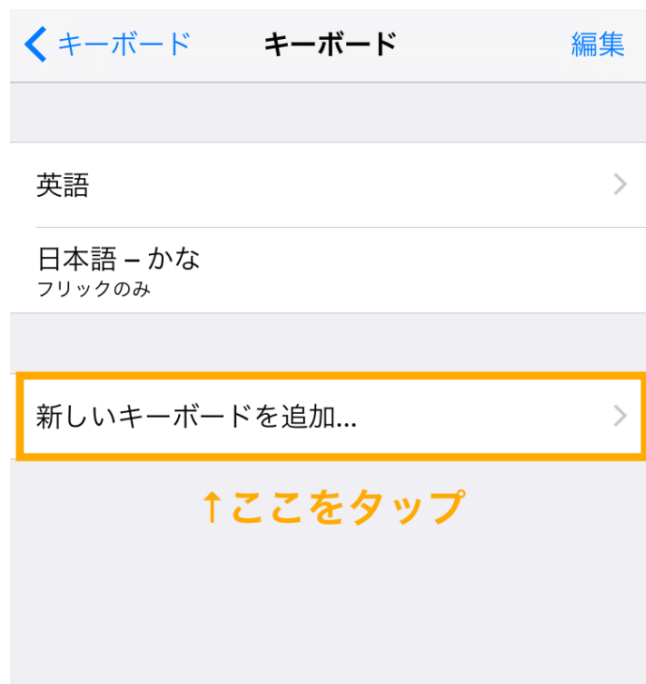 キーボード キーボード 編集
英語
日本語 – かな
フリックのみ
新しいキーボードを追加...
↑ここをタップ